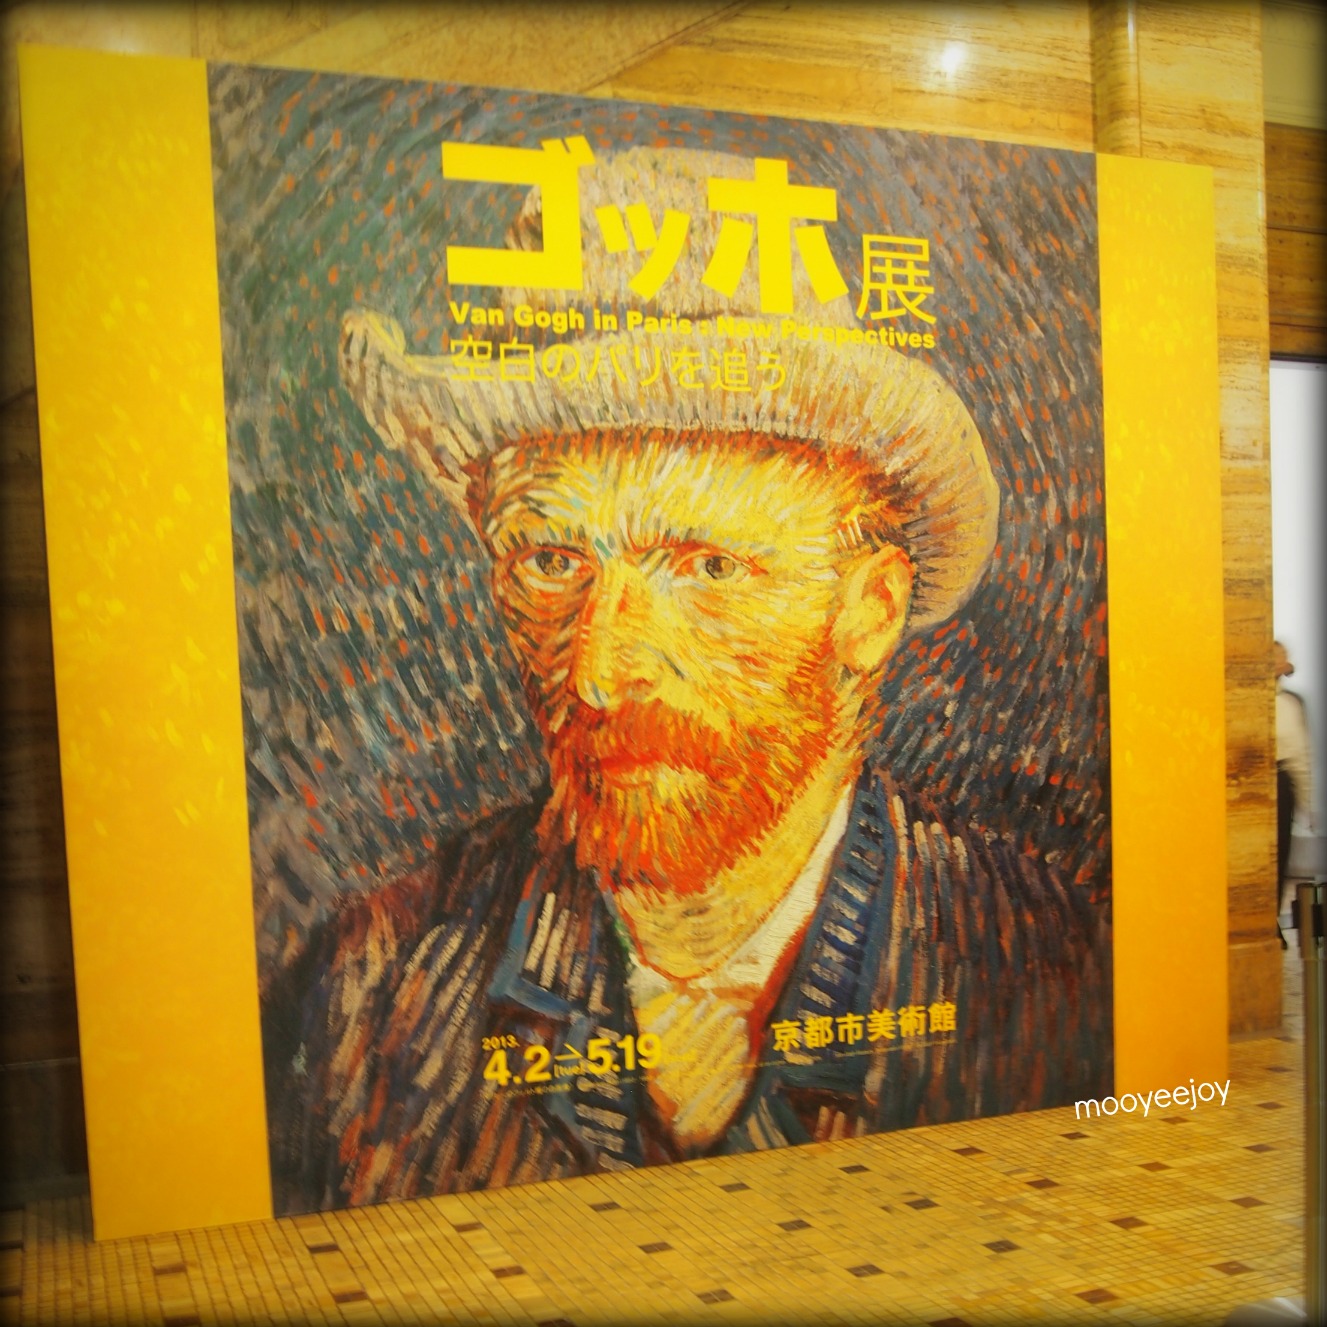 ゴッホ展
Van Gogh in Paris : New Perspectives
空白のパリを追う
2013.
4.2[tue]→5.19
京都市美術館
mooyeejoy